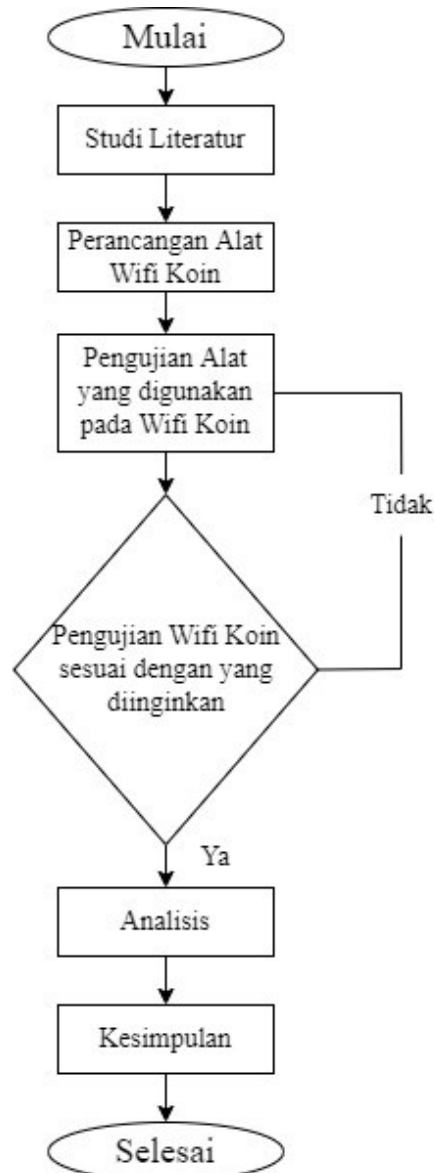 Mulai
Studi Literatur
Perancangan Alat
Wifi Koin
Pengujian Alat
yang digunakan
pada Wifi Koin
Tidak
Pengujian Wifi Koin
sesuai dengan yang
diinginkan
Ya
Analisis
Kesimpulan
Selesai